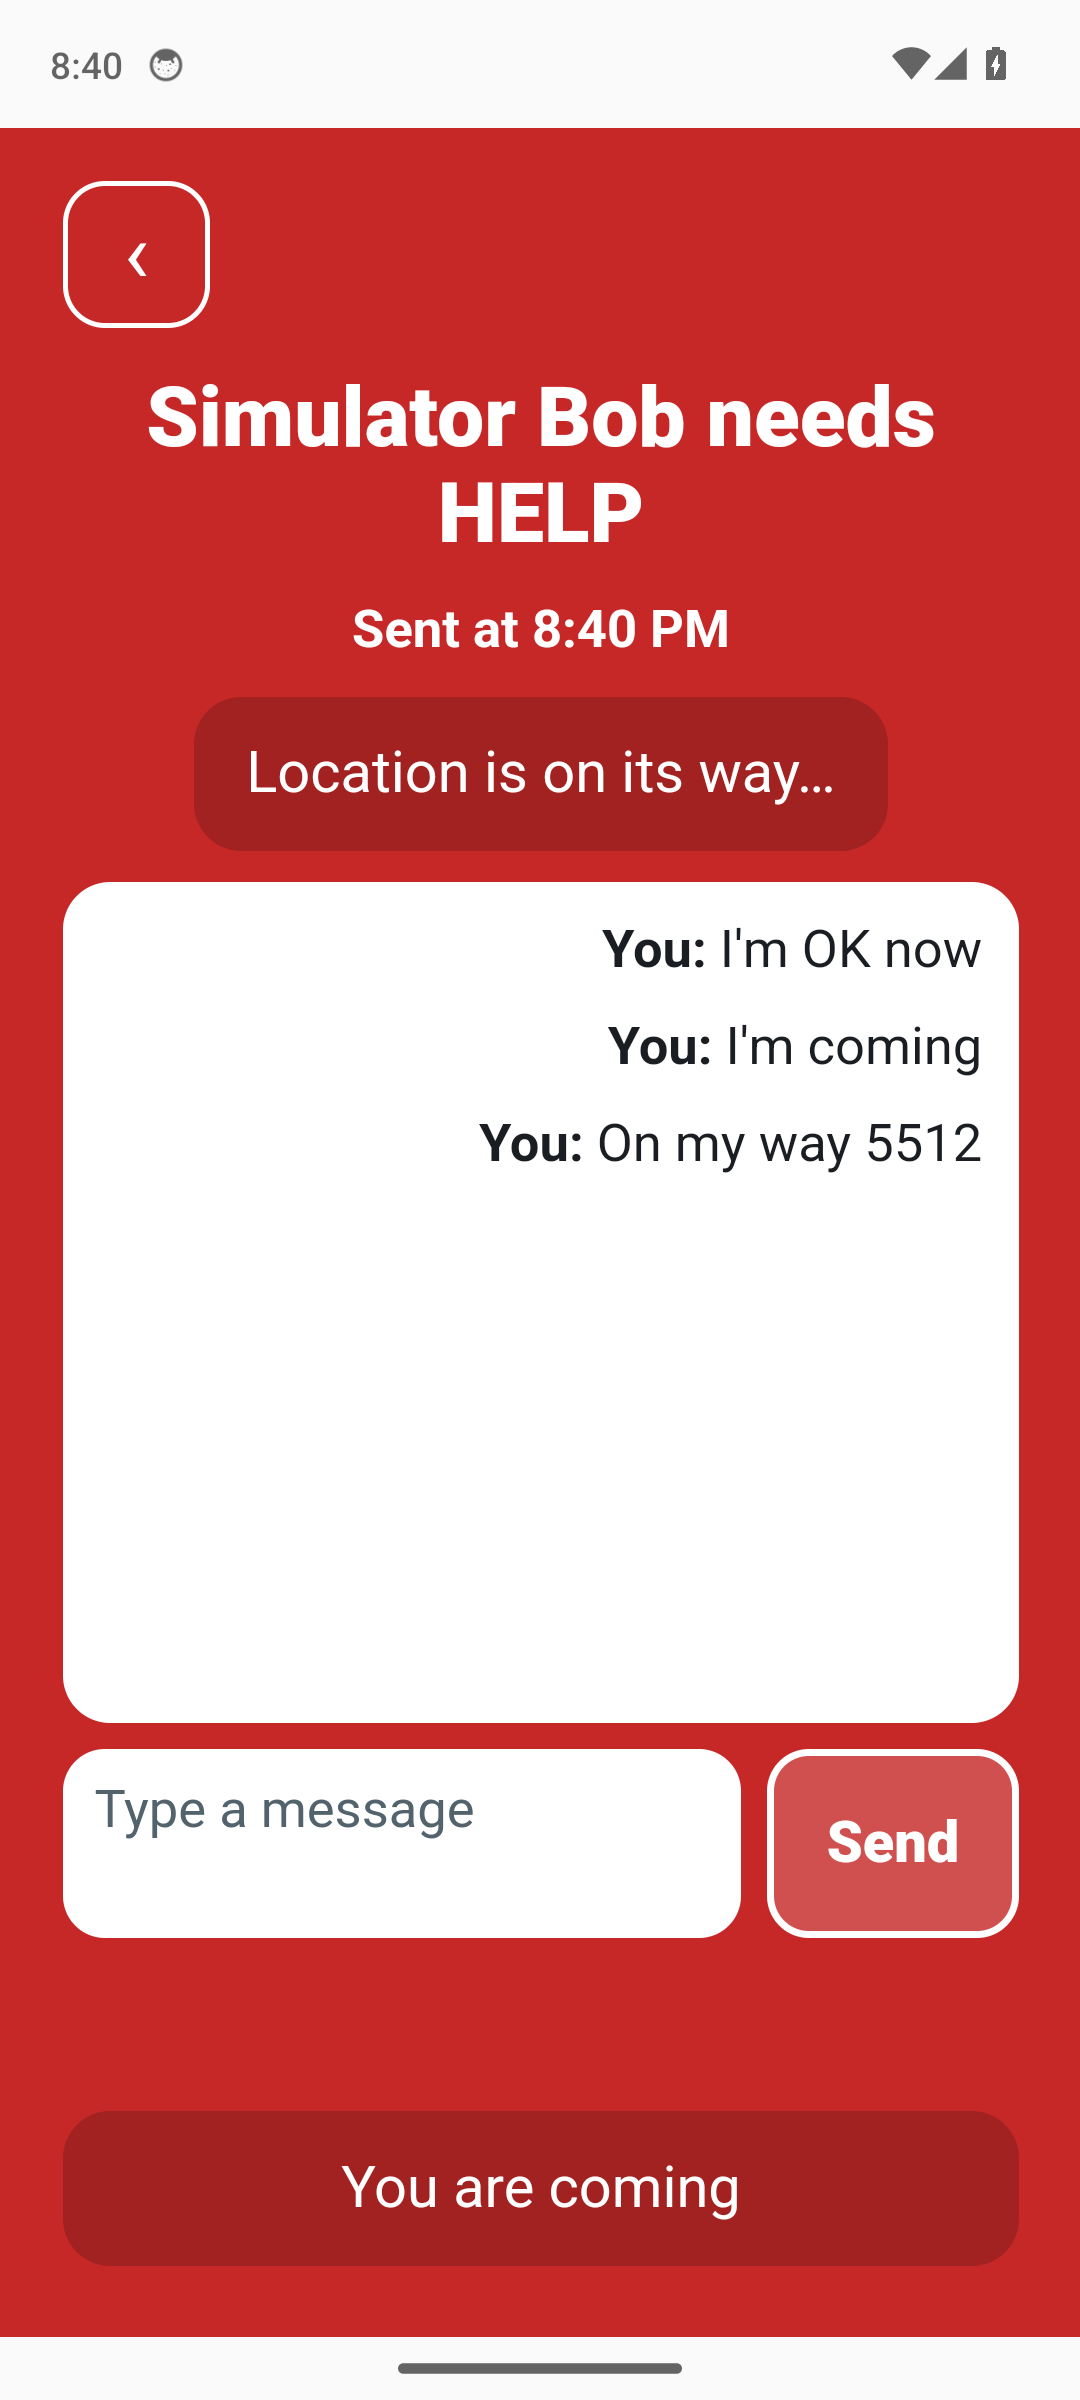 8:40
‹
Simulator Bob needs
HELP
Sent at 8:40 PM
Location is on its way…
You: I'm OK now
You: I'm coming
You: On my way 5512
Type a message
Send
You are coming